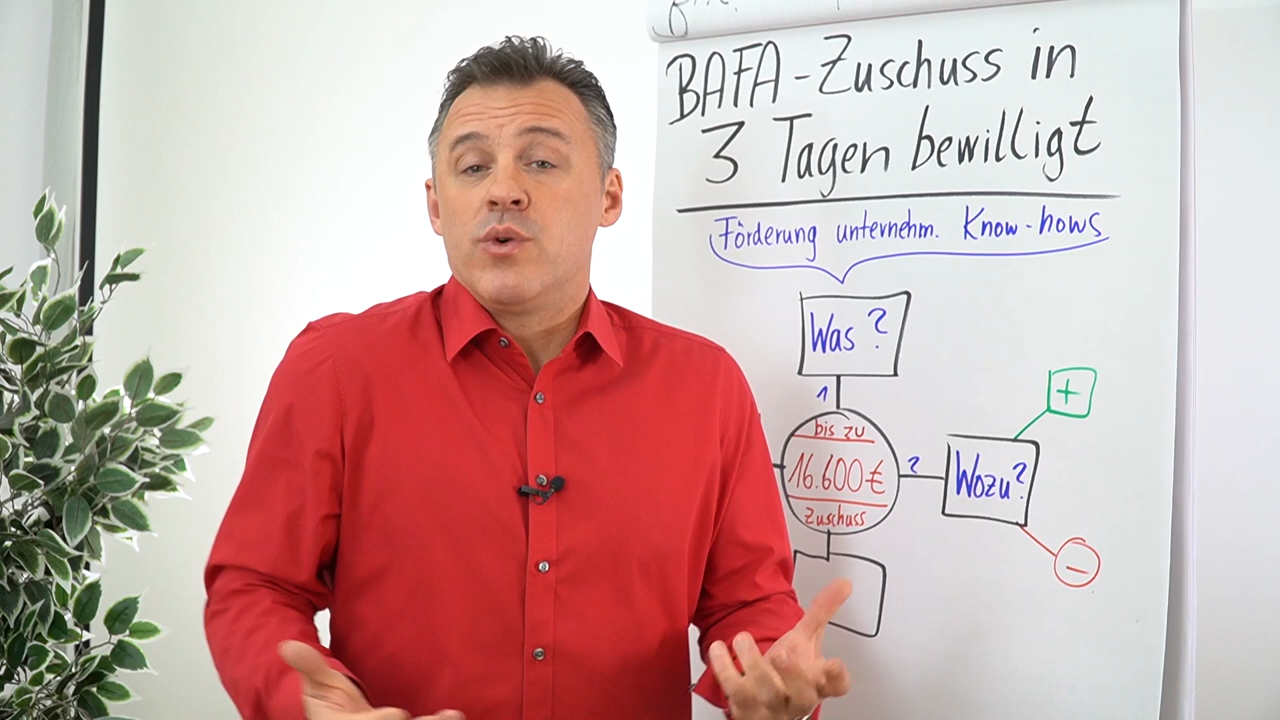 BAFA-Zuschuss in
3 Tagen bewilligt
Förderung unternehm. Know-hows
Was?
1
bis zu
16.600€
Zuschuss
2
Wozu?
+
-